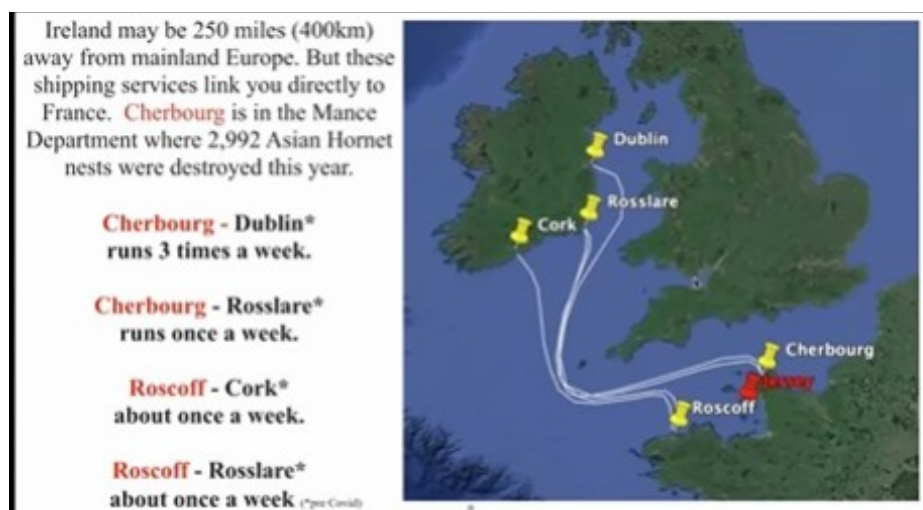 Ireland may be 250 miles (400km)
away from mainland Europe. But these
shipping services link you directly to
France. Cherbourg is in the Mance
Department where 2,992 Asian Hornet
nests were destroyed this year.
Cherbourg - Dublin*
runs 3 times a week.
Cherbourg - Rosslare*
runs once a week.
Roscoff - Cork*
about once a week.
Roscoff - Rosslare*
about once a week (*pre Covid)
Dublin
Rosslare
Cork
Cherbourg
Jersey
Roscoff